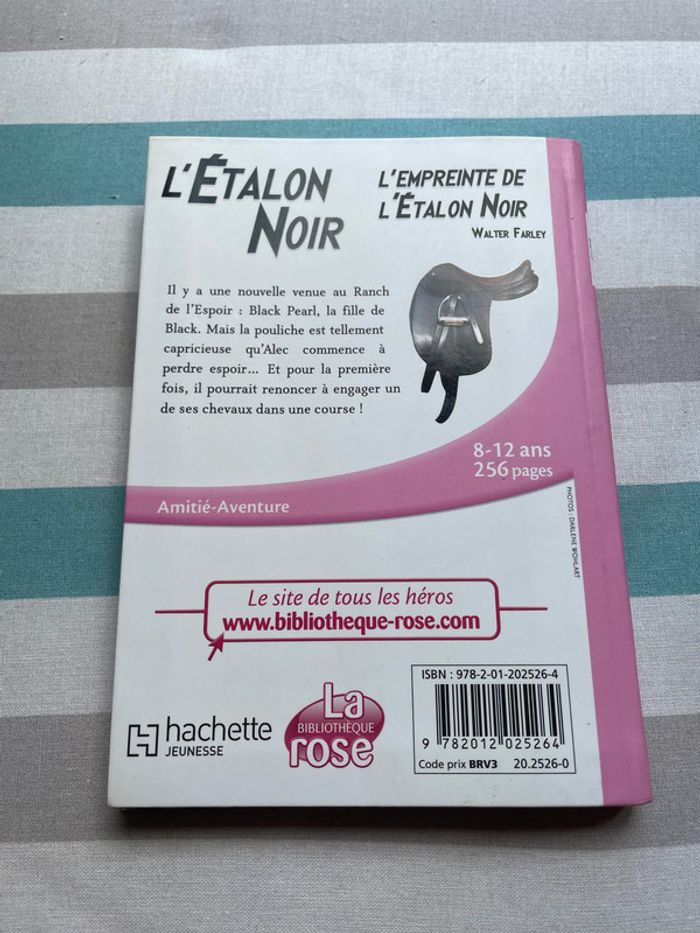 L'ÉTALON
NOIR
L'EMPREINTE DE
L'ÉTALON NOIR
WALTER FARLEY
Il y a une nouvelle venue au Ranch
de l'Espoir : Black Pearl, la fille de
Black. Mais la pouliche est tellement
capricieuse qu'Alec commence à
perdre espoir... Et pour la première
fois, il pourrait renoncer à engager un
de ses chevaux dans une course !
8-12 ans
256 pages
Amitié-Aventure
PHOTOS : DARLENE WOHLART
Le site de tous les héros
www.bibliotheque-rose.com
hachette
JEUNESSE
La
BIBLIOTHÈQUE
rose
ISBN : 978-2-01-202526-4
9 782012 025264
Code prix BRV3 20.2526-0